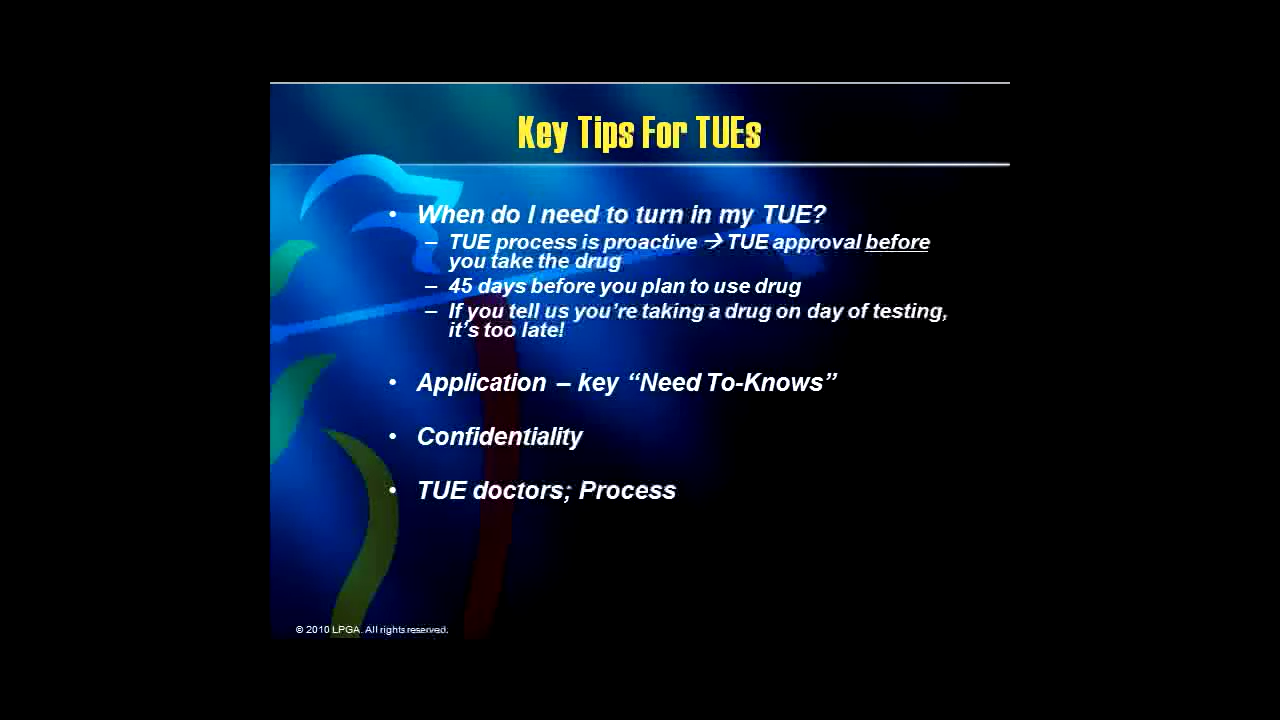 Key Tips For TUEs
• When do I need to turn in my TUE?
– TUE process is proactive → TUE approval before
you take the drug
– 45 days before you plan to use drug
– If you tell us you’re taking a drug on day of testing,
it’s too late!
• Application – key “Need To-Knows”
• Confidentiality
• TUE doctors; Process
© 2010 LPGA. All rights reserved.